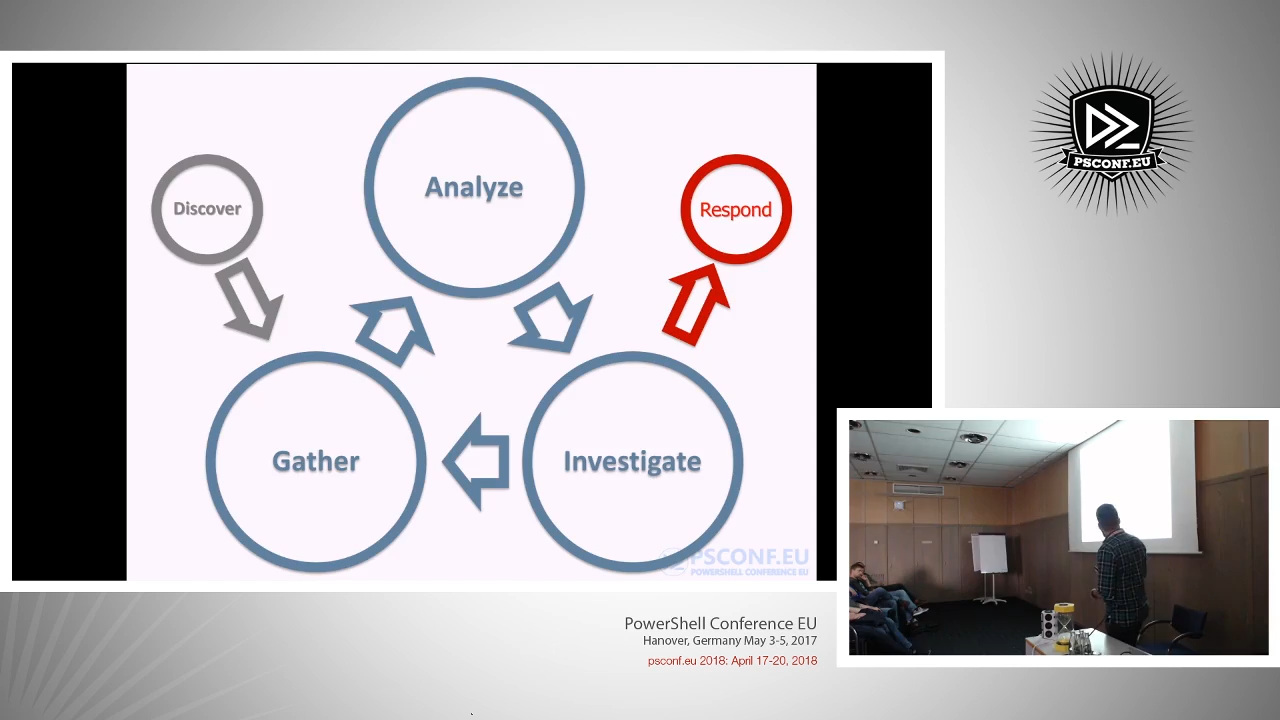 Analyze
Discover
Respond
Gather
Investigate
PSCONF.EU
POWERSHELL CONFERENCE EU
PSCONF.EU
PowerShell Conference EU
Hanover, Germany May 3-5, 2017
psconf.eu 2018: April 17-20, 2018